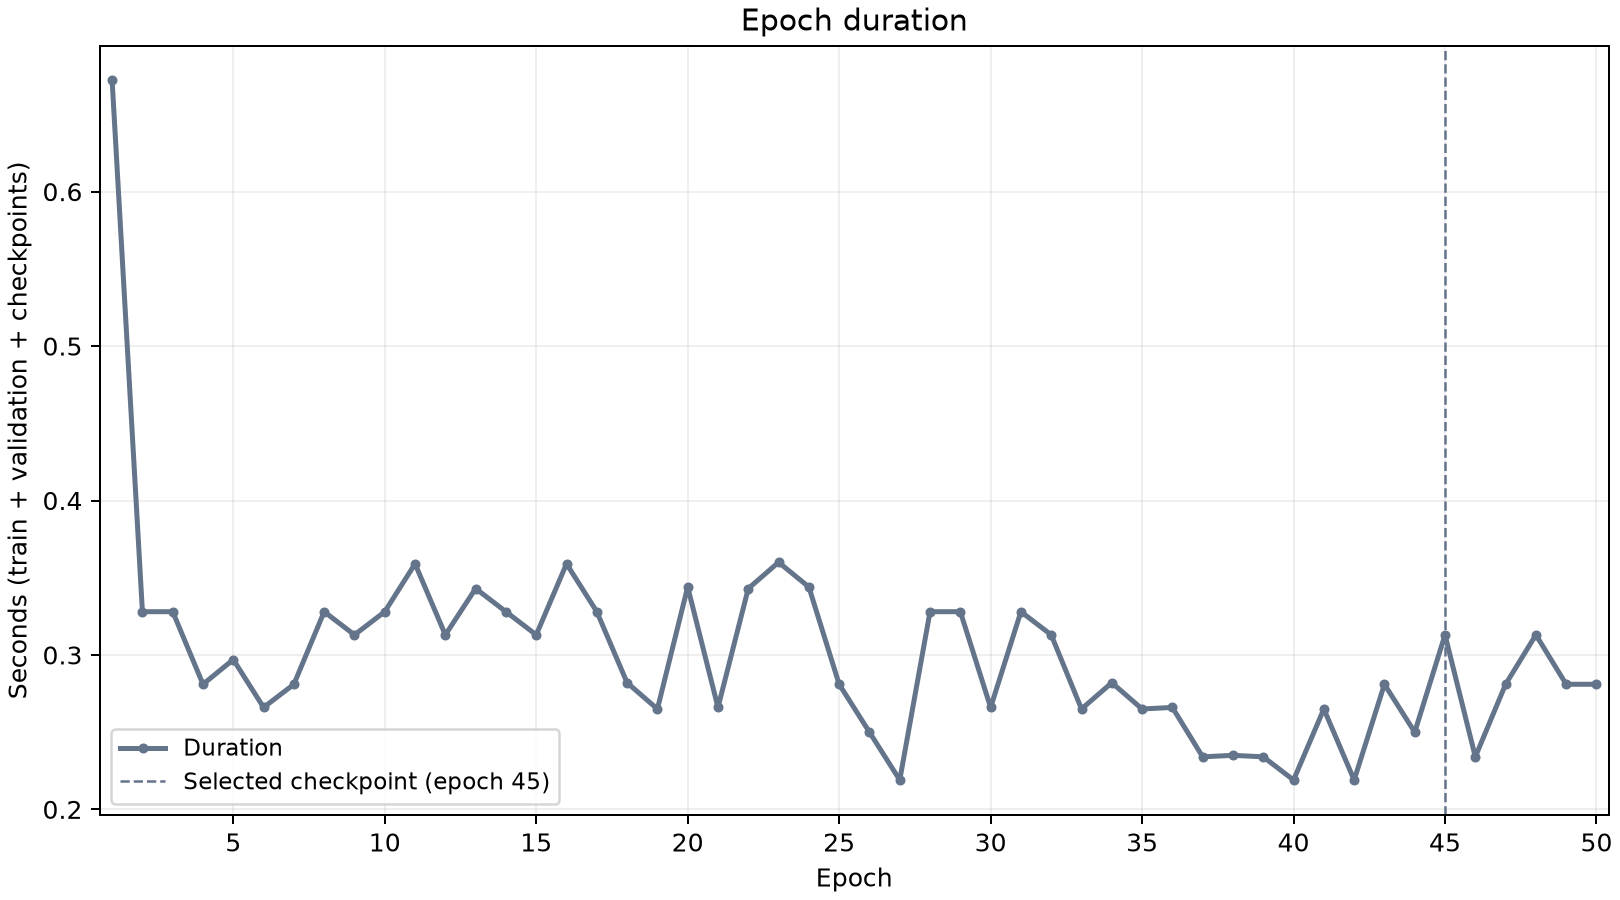 Epoch duration
Seconds (train + validation + checkpoints)
0.6
0.5
0.4
0.3
0.2
Duration
Selected checkpoint (epoch 45)
5 10 15 20 25 30 35 40 45 50
Epoch